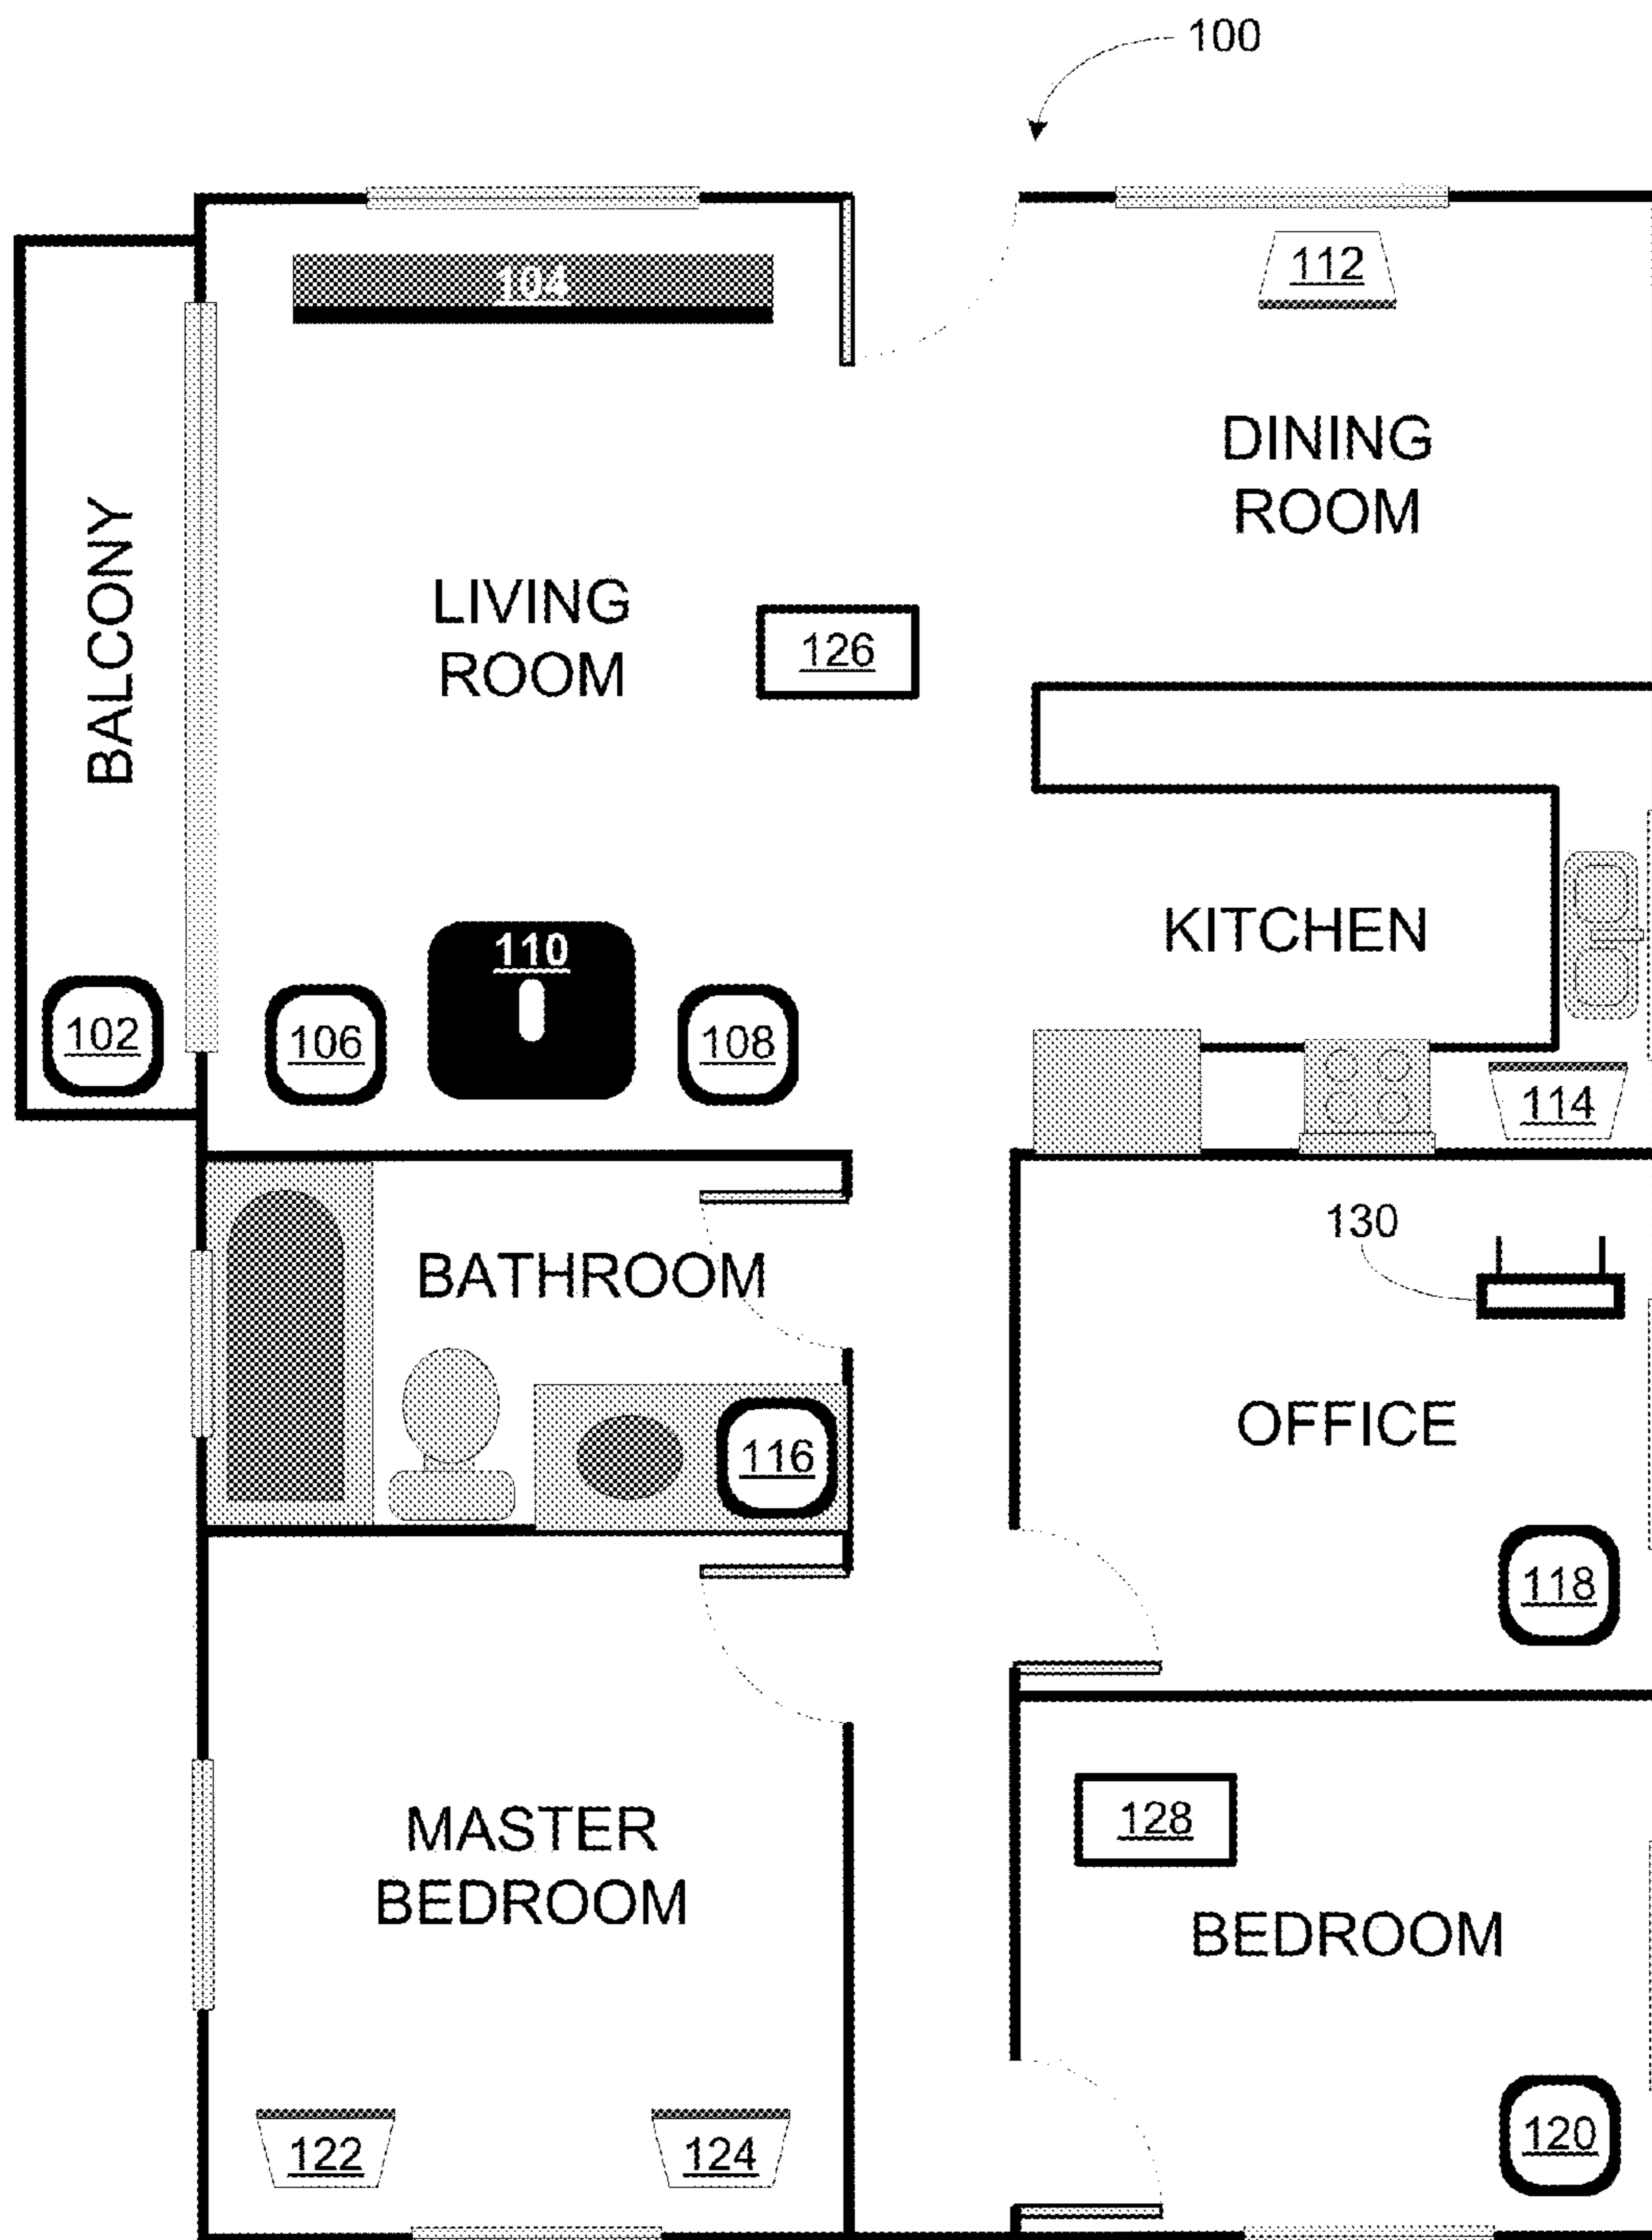 100
104
112
DINING
ROOM
BALCONY
LIVING
ROOM
126
KITCHEN
110
102
106
108
114
130
BATHROOM
OFFICE
116
118
128
MASTER
BEDROOM
BEDROOM
122
124
120